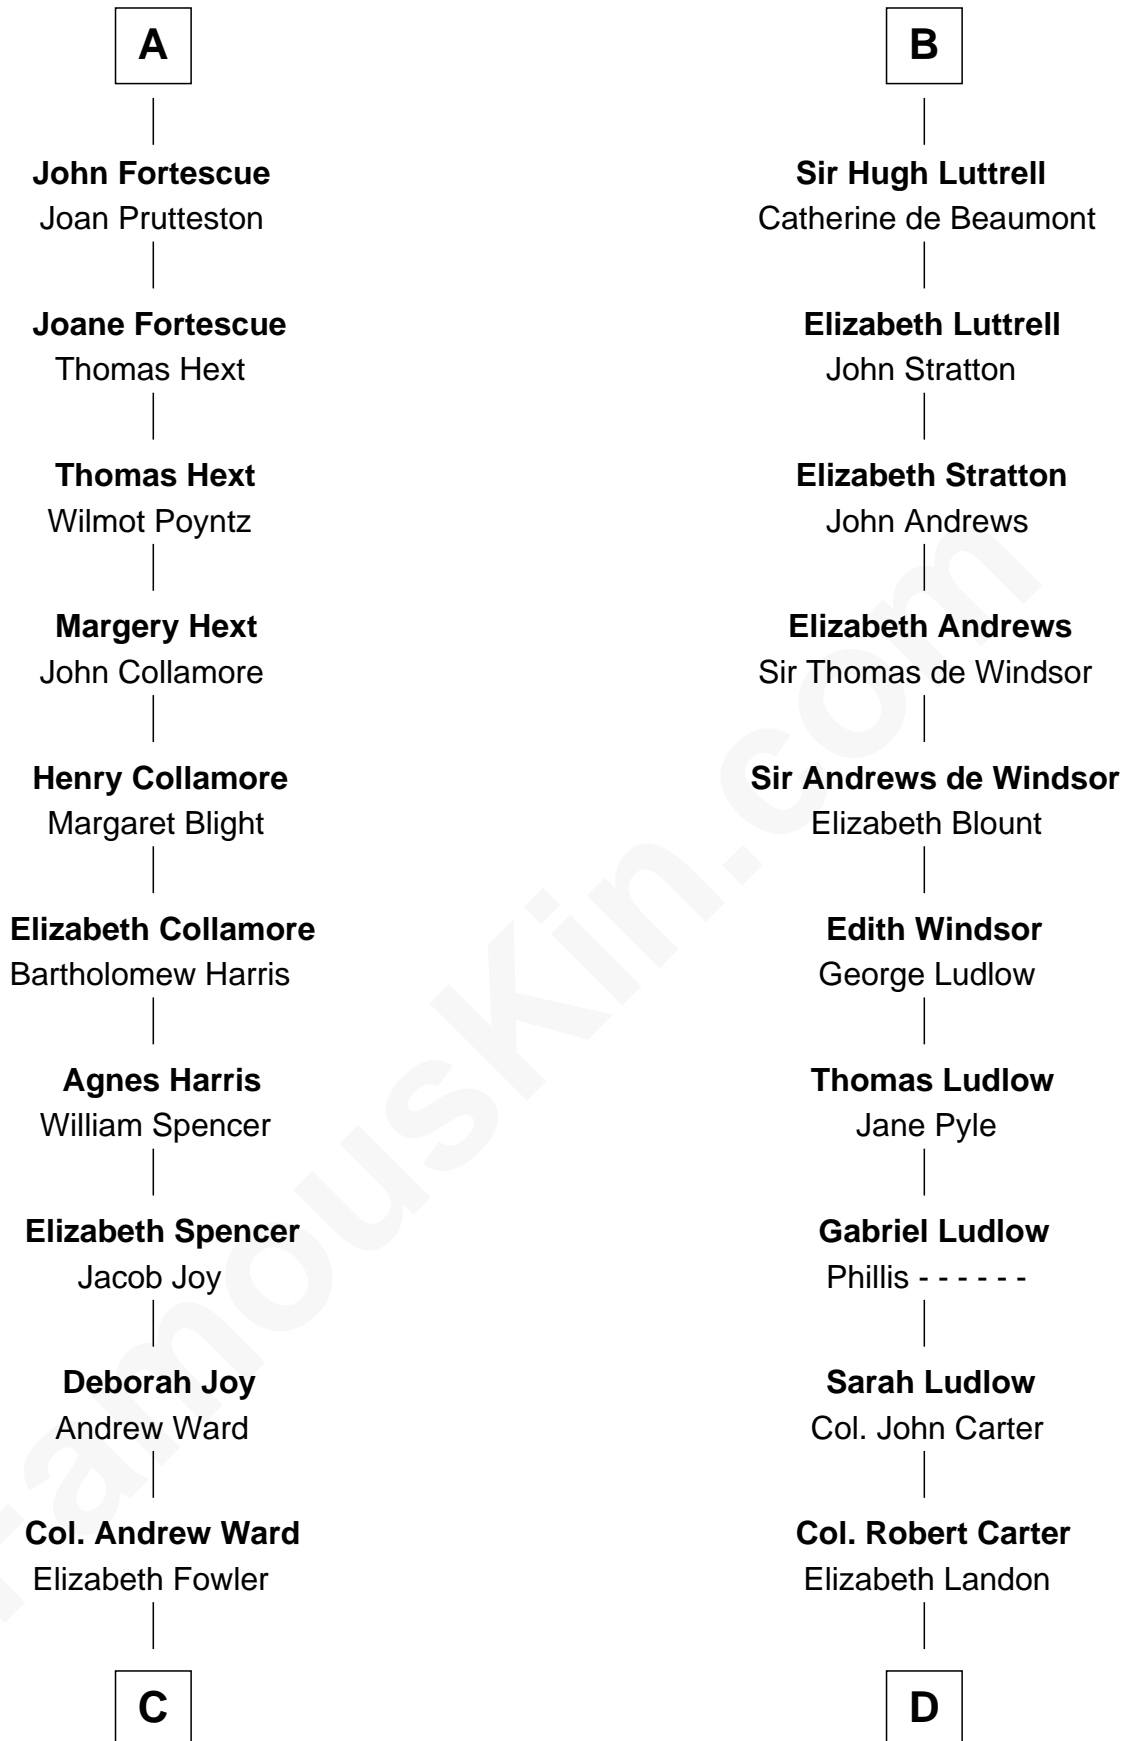 A
John Fortescue
Joan Prutteston
Joane Fortescue
Thomas Hext
Thomas Hext
Wilmot Poyntz
Margery Hext
John Collamore
Henry Collamore
Margaret Blight
Elizabeth Collamore
Bartholomew Harris
Agnes Harris
William Spencer
Elizabeth Spencer
Jacob Joy
Deborah Joy
Andrew Ward
Col. Andrew Ward
Elizabeth Fowler
C
B
Sir Hugh Luttrell
Catherine de Beaumont
Elizabeth Luttrell
John Stratton
Elizabeth Stratton
John Andrews
Elizabeth Andrews
Sir Thomas de Windsor
Sir Andrews de Windsor
Elizabeth Blount
Edith Windsor
George Ludlow
Thomas Ludlow
Jane Pyle
Gabriel Ludlow
Phillis - - - - - -
Sarah Ludlow
Col. John Carter
Col. Robert Carter
Elizabeth Landon
D
FamousKin.com